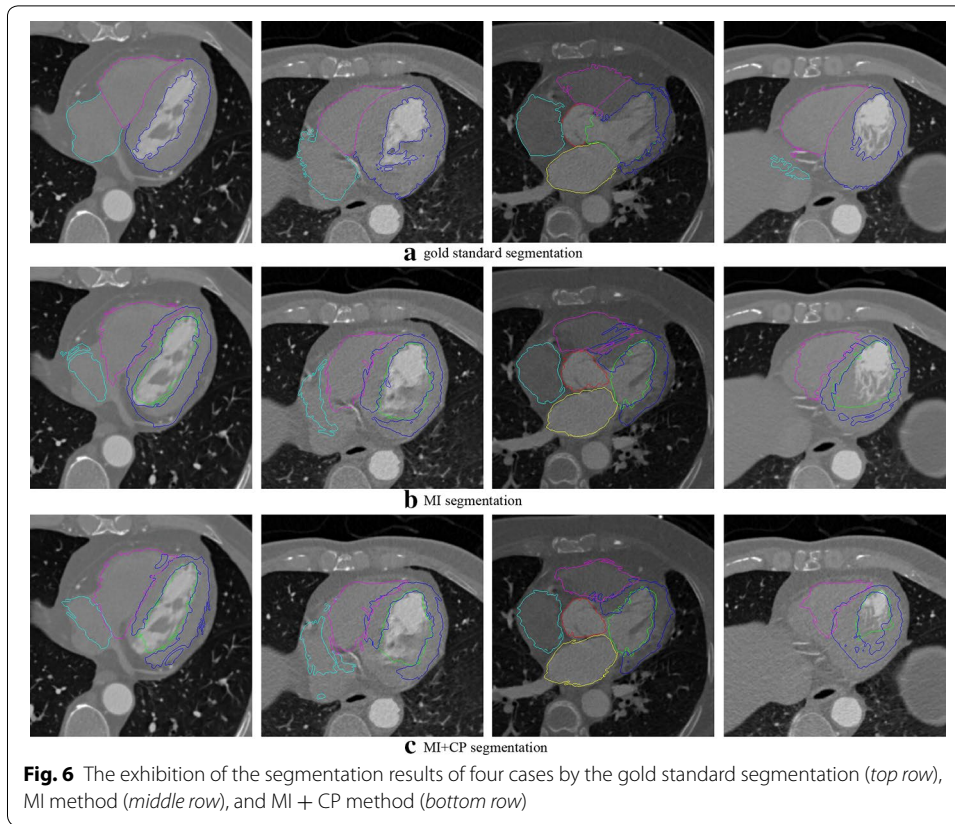 a gold standard segmentation
b MI segmentation
c MI+CP segmentation
Fig. 6 The exhibition of the segmentation results of four cases by the gold standard segmentation (top row),
MI method (middle row), and MI + CP method (bottom row)